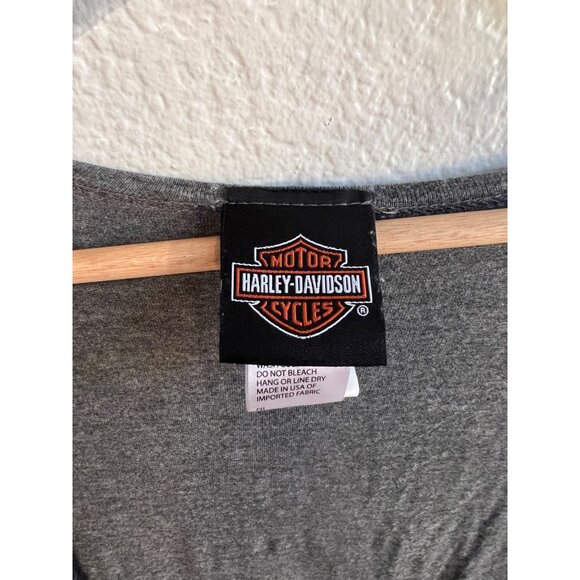 MOTOR
HARLEY-DAVIDSON
CYCLES ®
DO NOT BLEACH
HANG OR LINE DRY
MADE IN USA OF
IMPORTED FABRIC